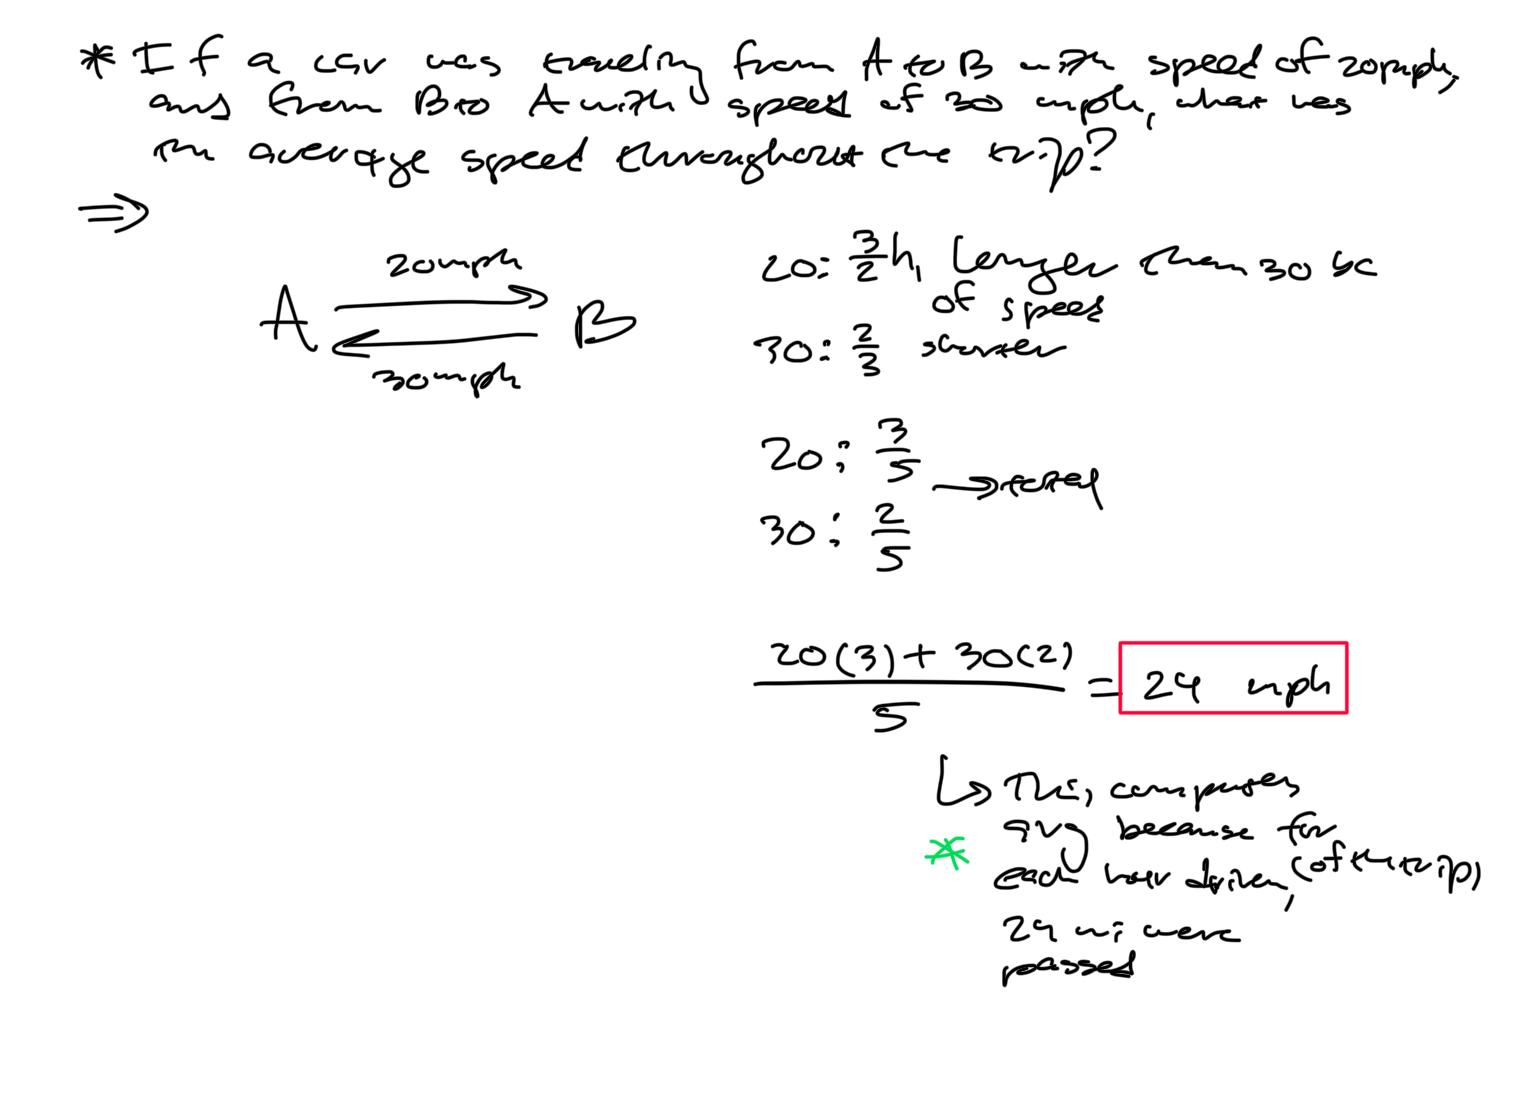 * If a car was traveling from A to B with speed of 20mph,
and from B to A with speed of 30 mph, what was
the average speed throughout the trip?
⇒
20mph
A B
30mph
20: 3/2 h, longer than 30 bc
of speed
30: 2/3 shorter
20: 3/5
→ total
30: 2/5
20(3) + 30(2)
/ 5 = 24 mph
↳ This, computes
avg because for
* each hour driven, (of the trip)
24 mi were
passed